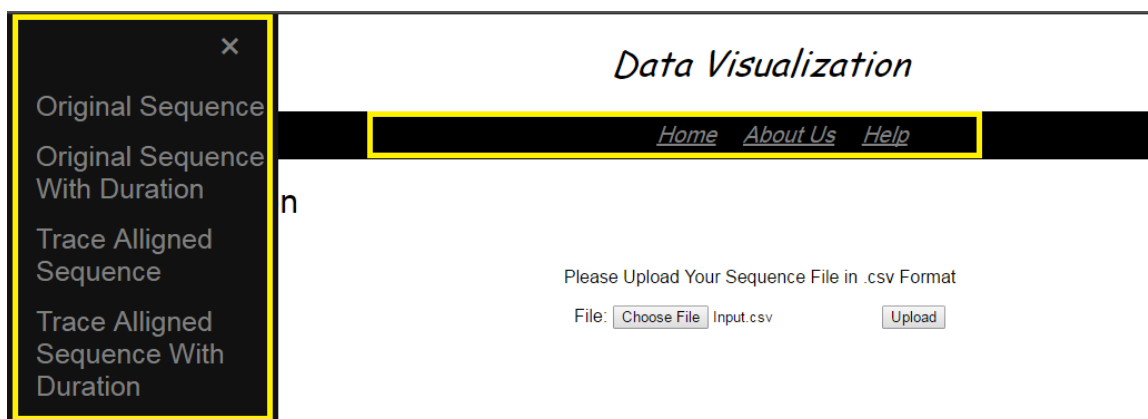 ×
Original Sequence
Original Sequence
With Duration
Trace Alligned
Sequence
Trace Alligned
Sequence With
Duration
Data Visualization
Home About Us Help
n
Please Upload Your Sequence File in .csv Format
File: Choose File Input.csv Upload